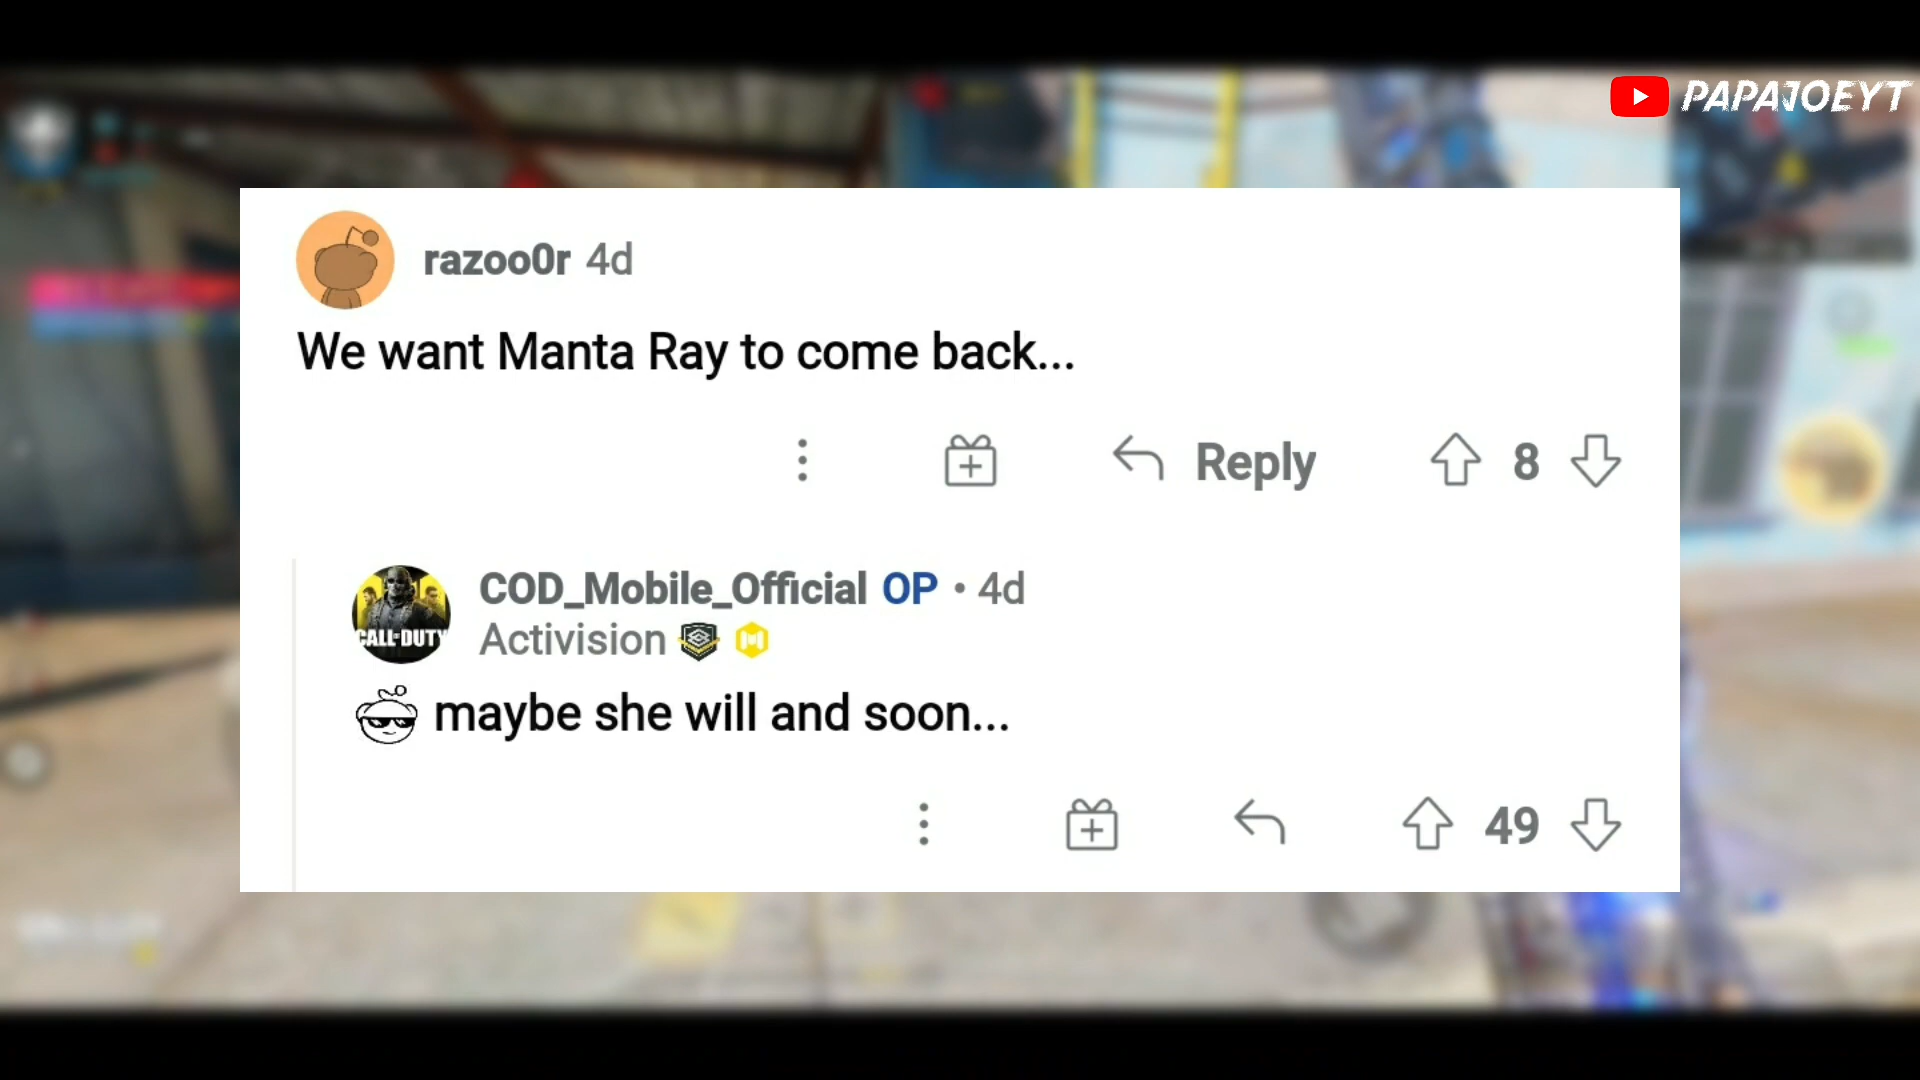 PAPAJOEYT
razoo0r 4d
We want Manta Ray to come back...
Reply 8
COD_Mobile_Official OP • 4d
CALL OF DUTY
Activision
maybe she will and soon...
49